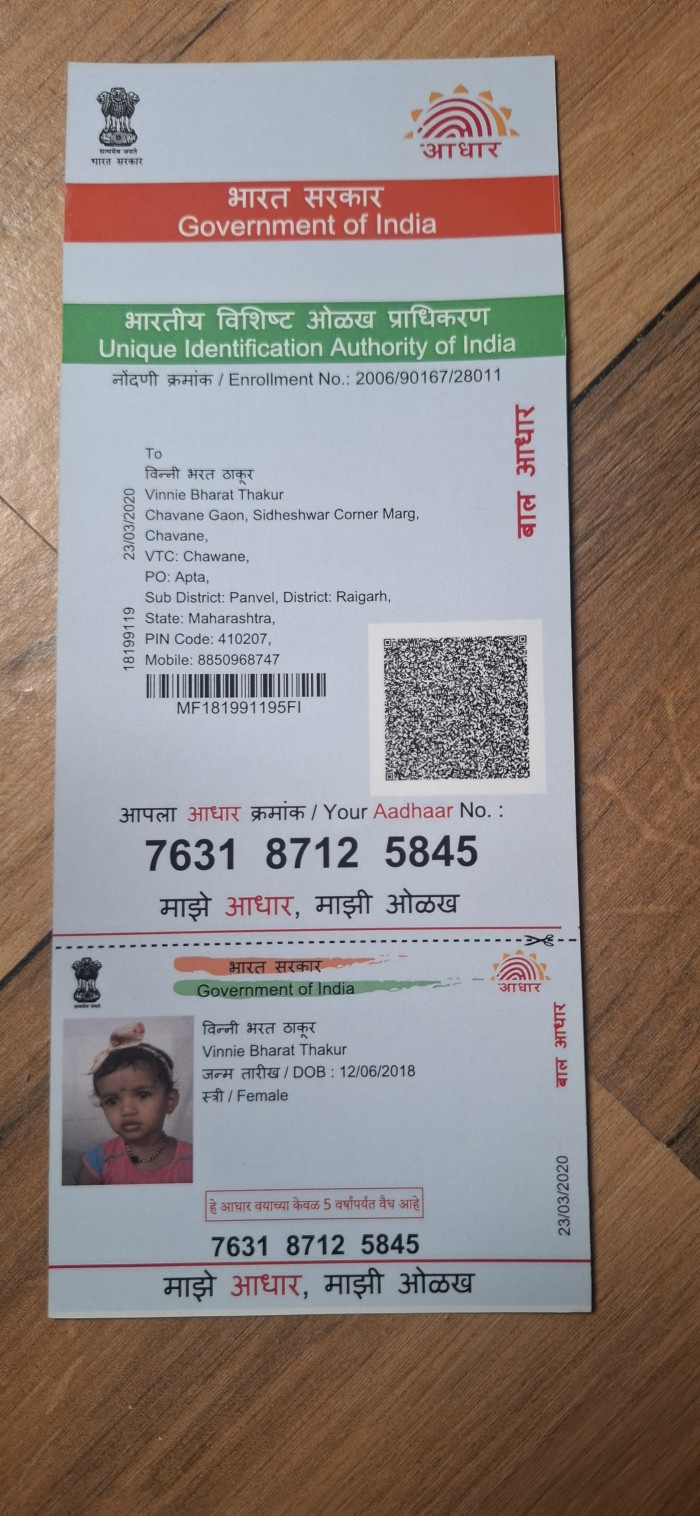 सत्यमेव जयते
भारत सरकार
आधार
भारत सरकार
Government of India
भारतीय विशिष्ट ओळख प्राधिकरण
Unique Identification Authority of India
नोंदणी क्रमांक / Enrollment No.: 2006/90167/28011
बाल आधार
To
विन्नी भरत ठाकूर
Vinnie Bharat Thakur
Chavane Gaon, Sidheshwar Corner Marg,
Chavane,
VTC: Chawane,
PO: Apta,
Sub District: Panvel, District: Raigarh,
State: Maharashtra,
PIN Code: 410207,
Mobile: 8850968747
23/03/2020
18199119
MF181991195FI
आपला आधार क्रमांक / Your Aadhaar No. :
7631 8712 5845
माझे आधार, माझी ओळख
भारत सरकार
Government of India
आधार
विन्नी भरत ठाकूर
Vinnie Bharat Thakur
जन्म तारीख / DOB : 12/06/2018
स्त्री / Female
बाल आधार
23/03/2020
हे आधार वयाच्या केवळ 5 वर्षांपर्यंत वैध आहे
7631 8712 5845
माझे आधार, माझी ओळख